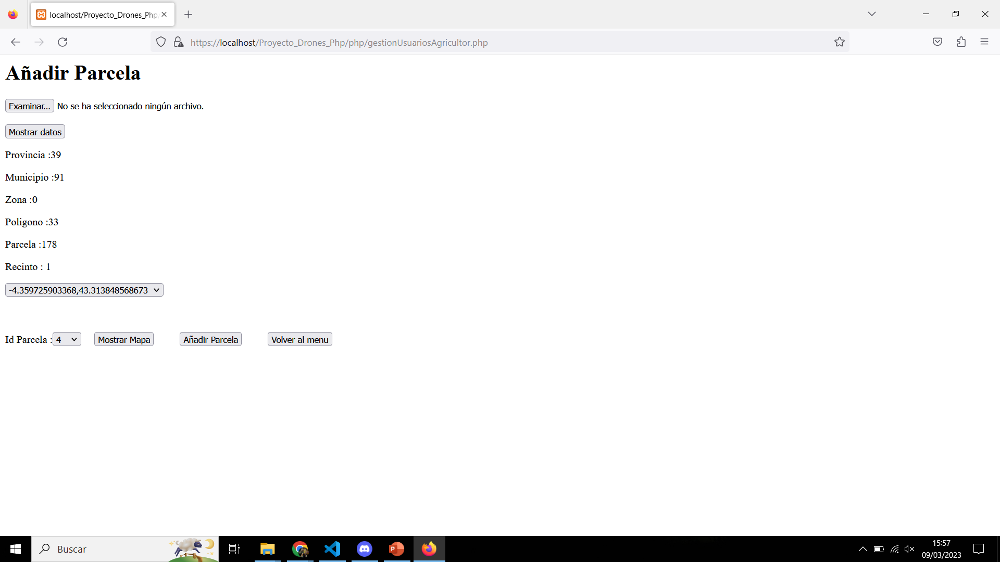 localhost/Proyecto_Drones_Php/
https://localhost/Proyecto_Drones_Php/php/gestionUsuariosAgricultor.php
Añadir Parcela
Examinar... No se ha seleccionado ningún archivo.
Mostrar datos
Provincia :39
Municipio :91
Zona :0
Poligono :33
Parcela :178
Recinto : 1
-4.359725903368,43.313848568673
Id Parcela :4 Mostrar Mapa Añadir Parcela Volver al menu
Buscar
P
15:57
09/03/2023